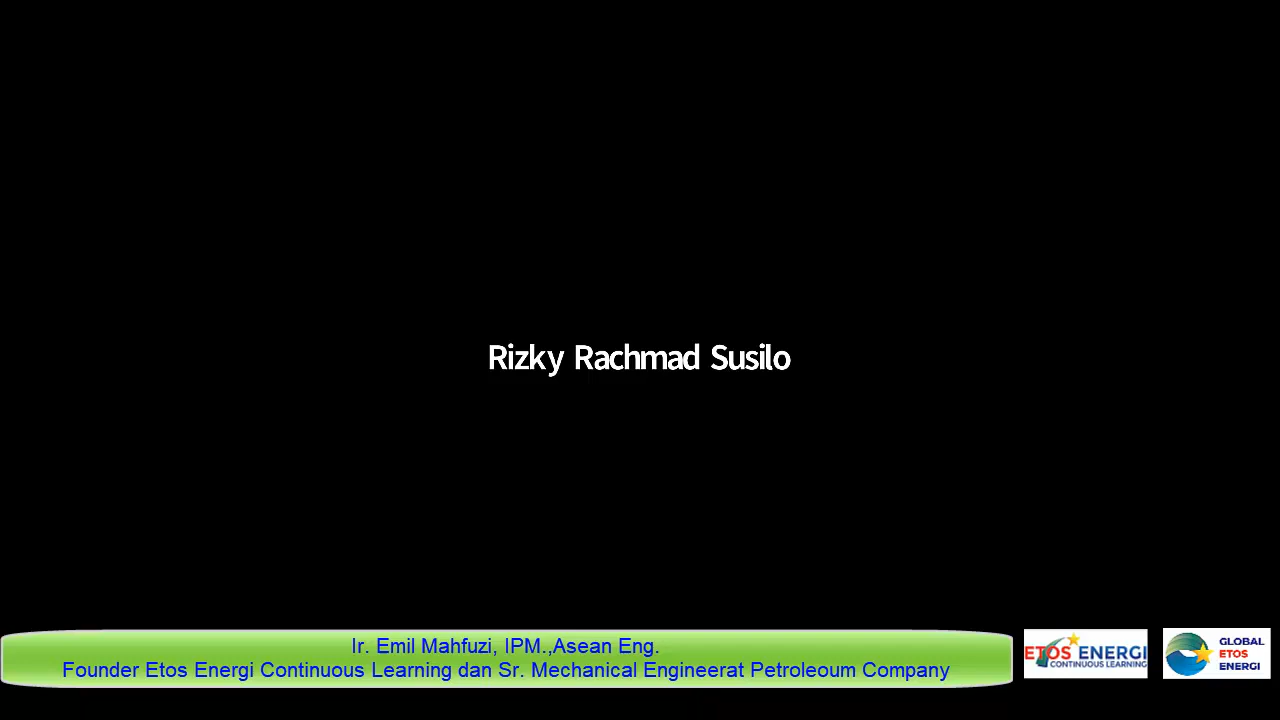 Rizky Rachmad Susilo
Ir. Emil Mahfuzi, IPM.,Asean Eng.
Founder Etos Energi Continuous Learning dan Sr. Mechanical Engineerat Petroleoum Company
ETOS ENERGI
CONTINUOUS LEARNING
GLOBAL
ETOS
ENERGI